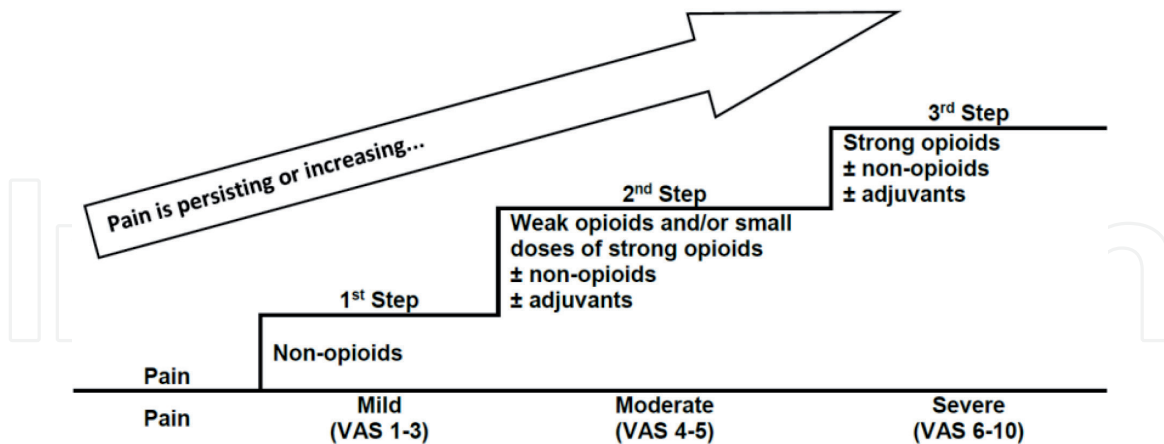 Pain is persisting or increasing...
3rd Step
Strong opioids
± non-opioids
± adjuvants
2nd Step
Weak opioids and/or small
doses of strong opioids
± non-opioids
± adjuvants
1st Step
Non-opioids
Pain
Pain
Mild
(VAS 1-3)
Moderate
(VAS 4-5)
Severe
(VAS 6-10)